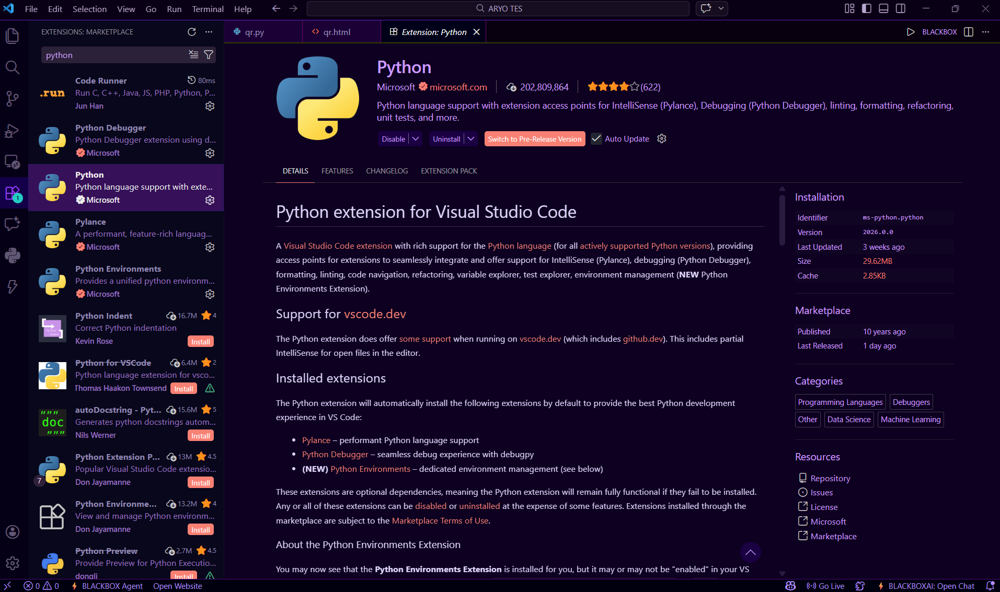 File Edit Selection View Go Run Terminal Help
ARYO TES
EXTENSIONS: MARKETPLACE
python
Code Runner 80ms
Run C, C++, Java, JS, PHP, Python, P...
.run
Jun Han
Python Debugger
Python Debugger extension using d...
Microsoft
Python
Python language support with exte...
Microsoft
1
Pylance
A performant, feature-rich languag...
Microsoft
Python Environments
Provides a unified python environm...
Microsoft
Python Indent 16.7M 4
Correct Python indentation
Kevin Rose Install
Python for VSCode 6.4M 2
Python language extension for vsco...
Thomas Haakon Townsend Install
autoDocstring - Pyt... 15.6M 5
Generates python docstrings autom...
"""
doc
"""
Nils Werner Install
Python Extension P... 13M 4.5
Popular Visual Studio Code extensio...
7
Don Jayamanne Install
Python Environme... 13.2M 4
View and manage Python environm...
Don Jayamanne Install
Python Preview 2.7M 4.5
Provide Preview for Python Executio...
dongli Install
qr.py
qr.html
Extension: Python
BLACKBOX
Python
Microsoft microsoft.com 202,809,864 (622)
Python language support with extension access points for IntelliSense (Pylance), Debugging (Python Debugger), linting, formatting, refactoring,
unit tests, and more.
Disable Uninstall Switch to Pre-Release Version Auto Update
DETAILS FEATURES CHANGELOG EXTENSION PACK
Python extension for Visual Studio Code
A Visual Studio Code extension with rich support for the Python language (for all actively supported Python versions), providing
access points for extensions to seamlessly integrate and offer support for IntelliSense (Pylance), debugging (Python Debugger),
formatting, linting, code navigation, refactoring, variable explorer, test explorer, environment management (NEW Python
Environments Extension).
Support for vscode.dev
The Python extension does offer some support when running on vscode.dev (which includes github.dev). This includes partial
IntelliSense for open files in the editor.
Installed extensions
The Python extension will automatically install the following extensions by default to provide the best Python development
experience in VS Code:
• Pylance – performant Python language support
• Python Debugger – seamless debug experience with debugpy
• (NEW) Python Environments – dedicated environment management (see below)
These extensions are optional dependencies, meaning the Python extension will remain fully functional if they fail to be installed.
Any or all of these extensions can be disabled or uninstalled at the expense of some features. Extensions installed through the
marketplace are subject to the Marketplace Terms of Use.
About the Python Environments Extension
You may now see that the Python Environments Extension is installed for you, but it may or may not be "enabled" in your VS
Installation
Identifier ms-python.python
Version 2026.0.0
Last Updated 3 weeks ago
Size 29.62MB
Cache 2.85KB
Marketplace
Published 10 years ago
Last Released 1 day ago
Categories
Programming Languages Debuggers
Other Data Science Machine Learning
Resources
Repository
Issues
License
Microsoft
Marketplace
0 0 BLACKBOX Agent Open Website
Go Live BLACKBOXAI: Open Chat